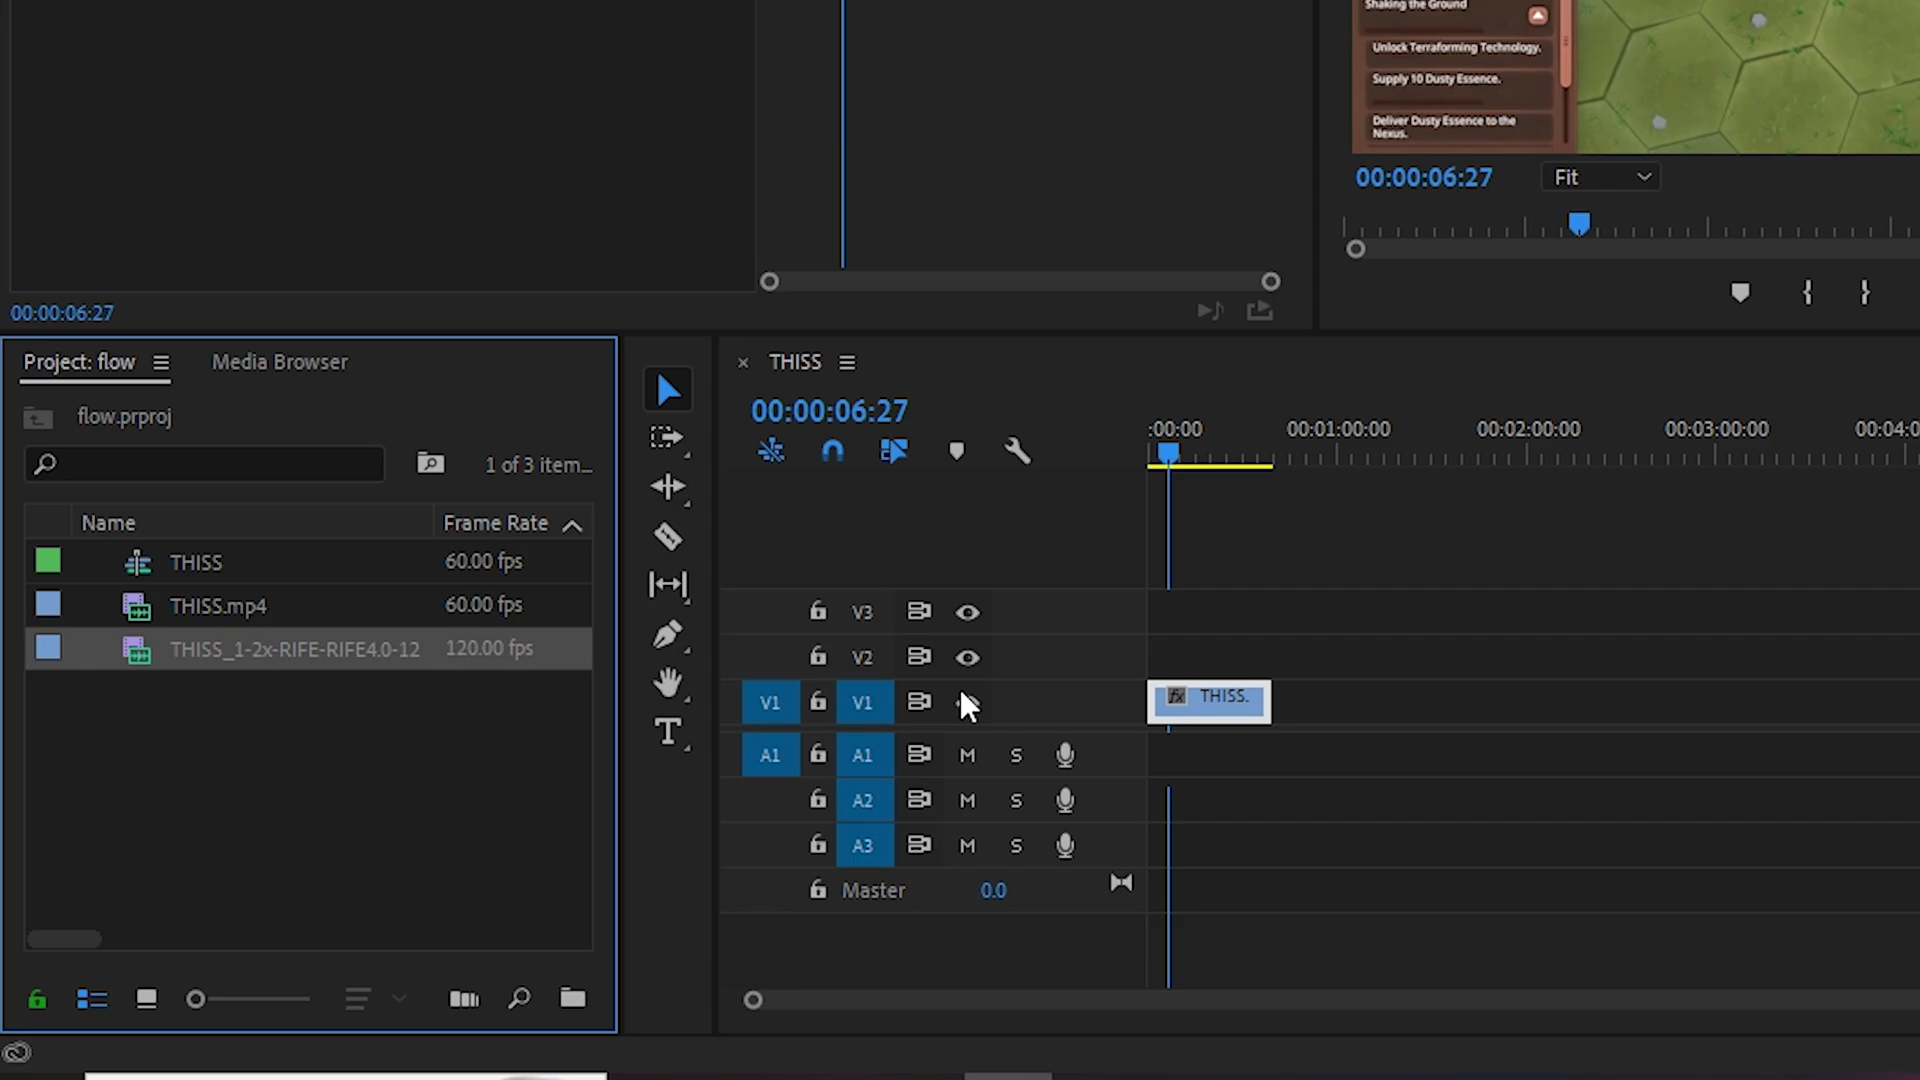 Shaking the Ground
Unlock Terraforming Technology.
Supply 10 Dusty Essence.
Deliver Dusty Essence to the
Nexus.
00:00:06:27
Fit
00:00:06:27
Project: flow
Media Browser
flow.prproj
1 of 3 item...
Name
Frame Rate
THISS
60.00 fps
THISS.mp4
60.00 fps
THISS_1-2x-RIFE-RIFE4.0-12
120.00 fps
× THISS
00:00:06:27
:00:00
00:01:00:00
00:02:00:00
00:03:00:00
00:04:0
V3
V2
V1
V1
fx THISS.
A1
A1
M
S
A2
M
S
A3
M
S
Master
0.0